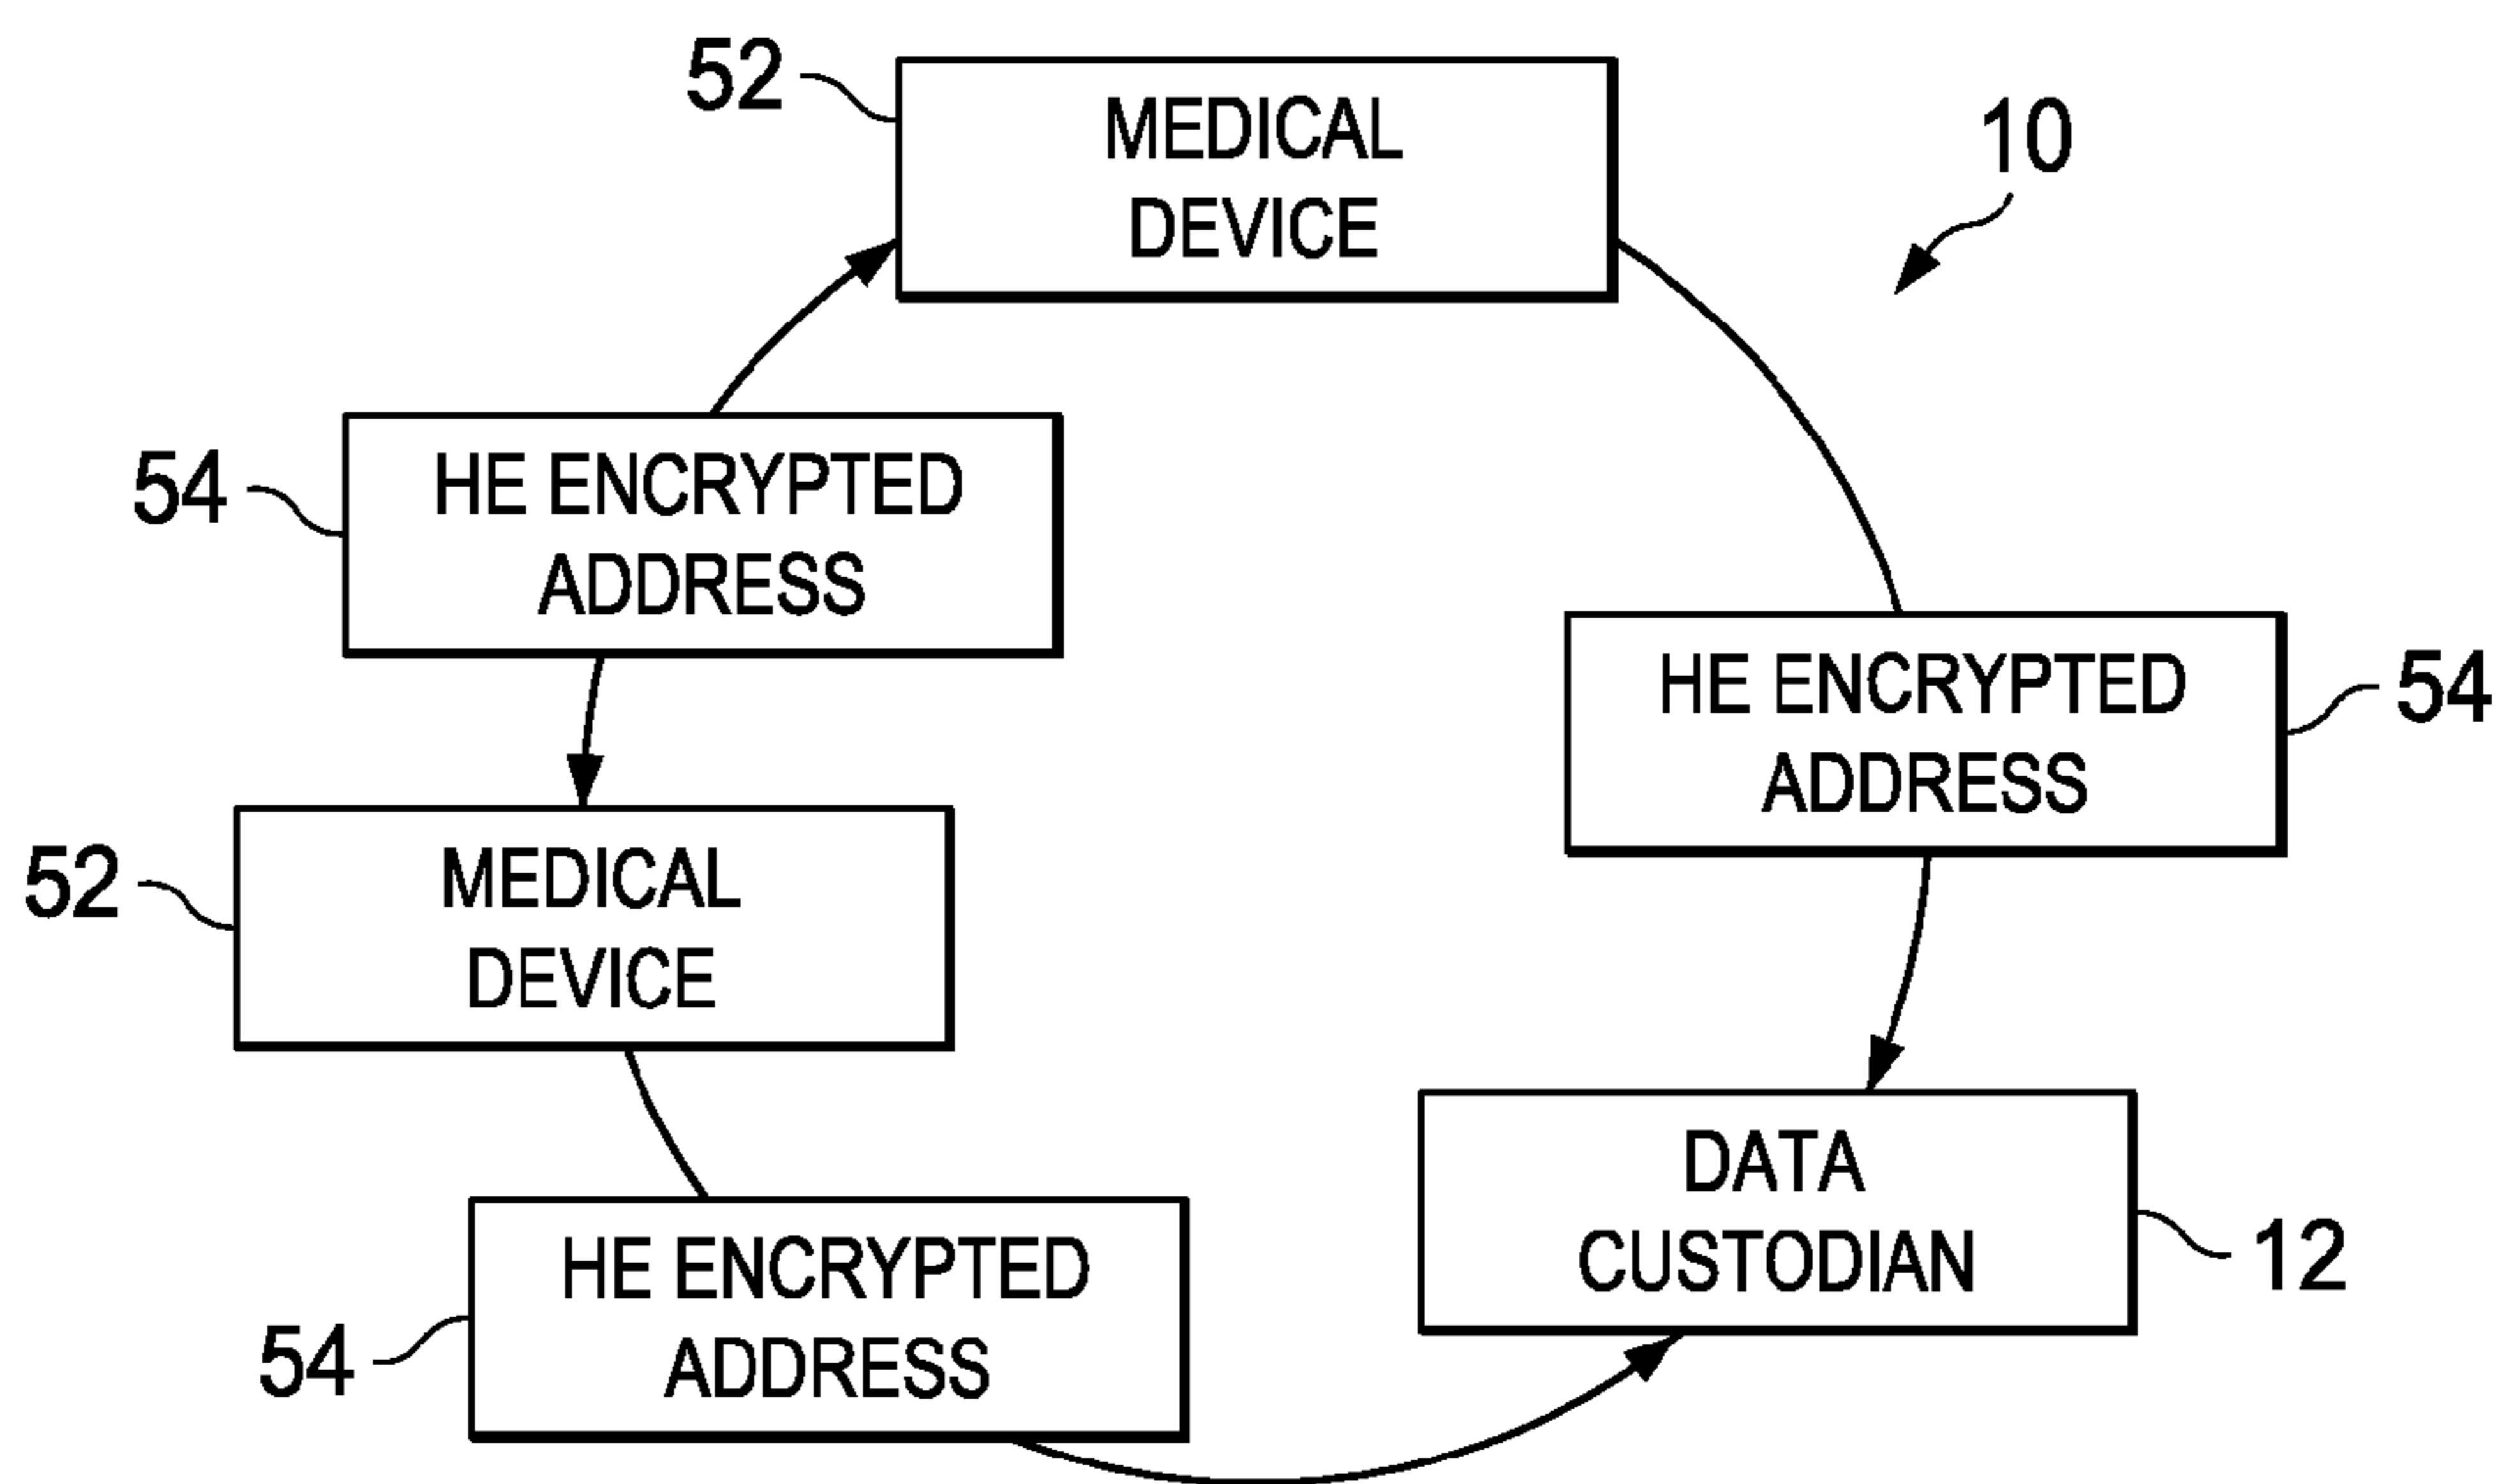 52
MEDICAL
DEVICE
10
54
HE ENCRYPTED
ADDRESS
HE ENCRYPTED
ADDRESS
54
52
MEDICAL
DEVICE
DATA
CUSTODIAN
12
HE ENCRYPTED
ADDRESS
54